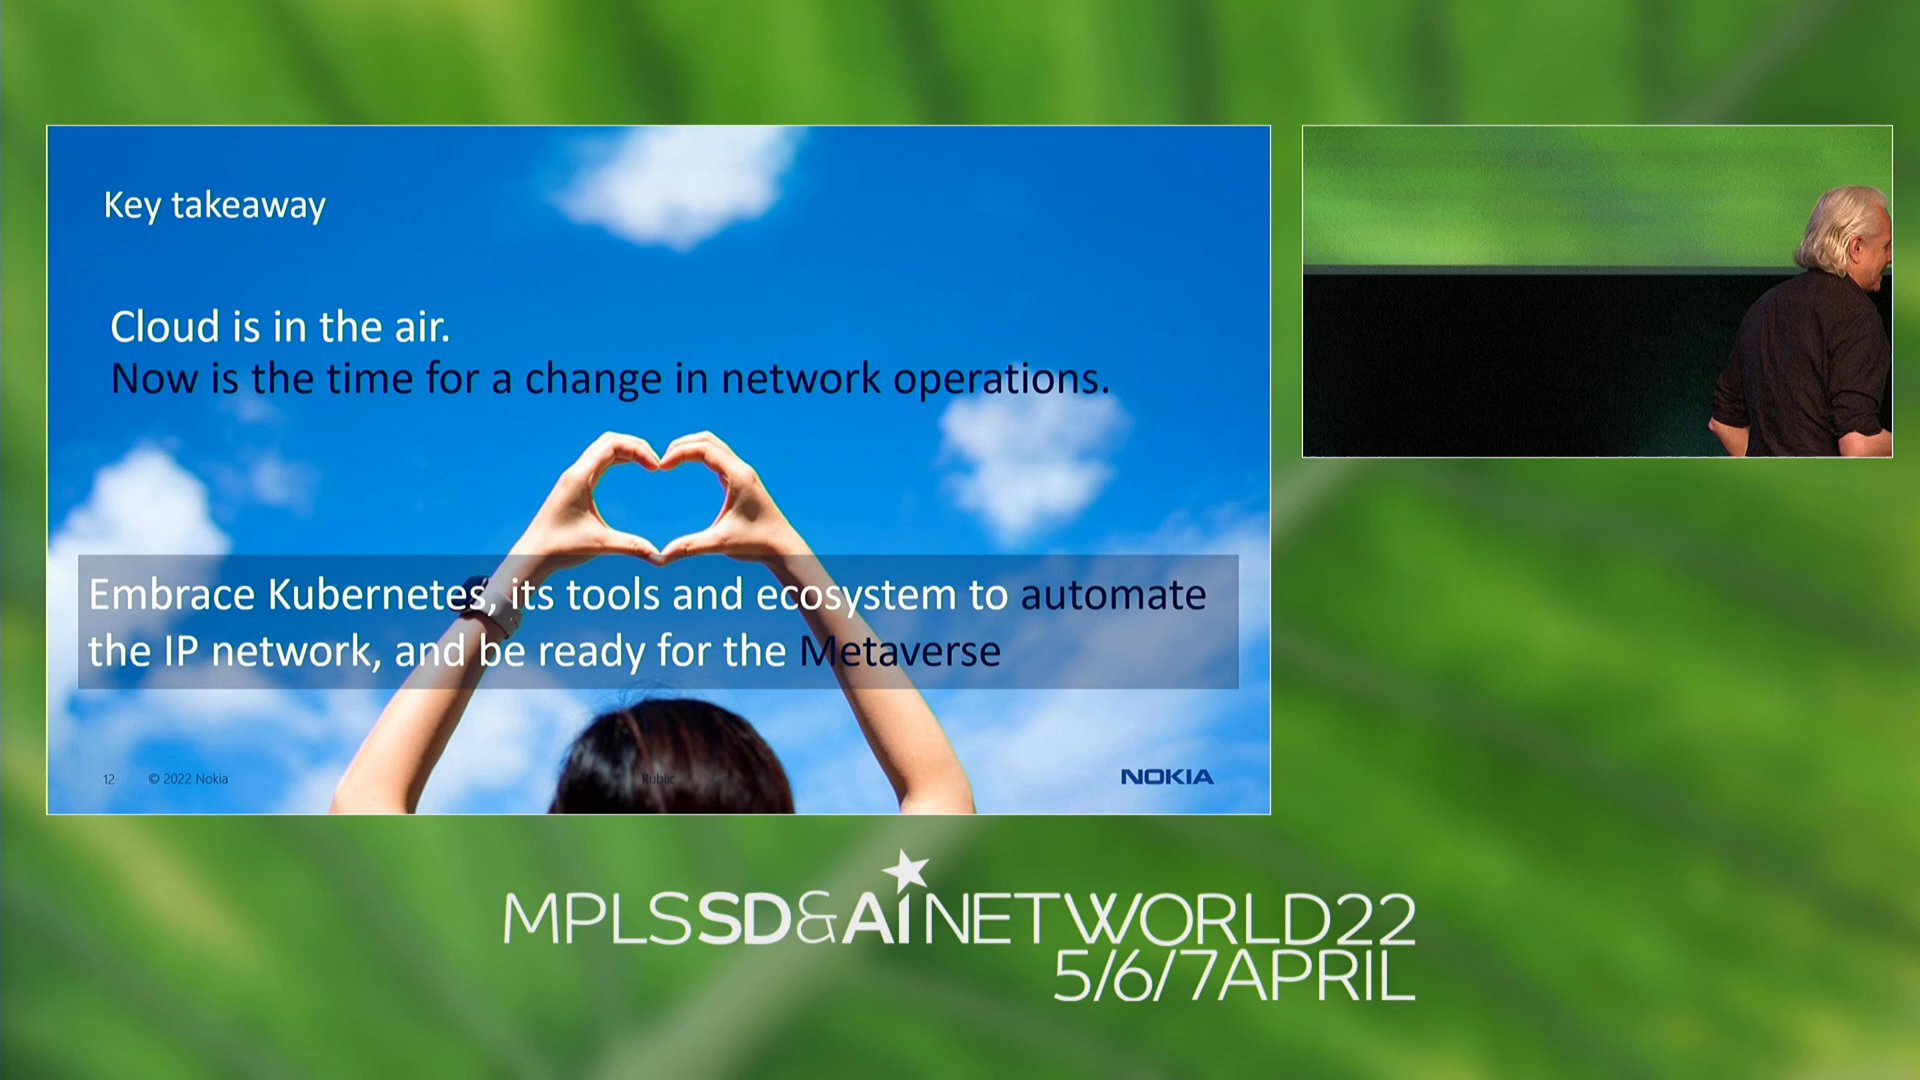 Key takeaway
Cloud is in the air.
Now is the time for a change in network operations.
Embrace Kubernetes, its tools and ecosystem to automate
the IP network, and be ready for the Metaverse
12 © 2022 Nokia Public NOKIA
MPLSSD&AINETWORLD22
5/6/7APRIL